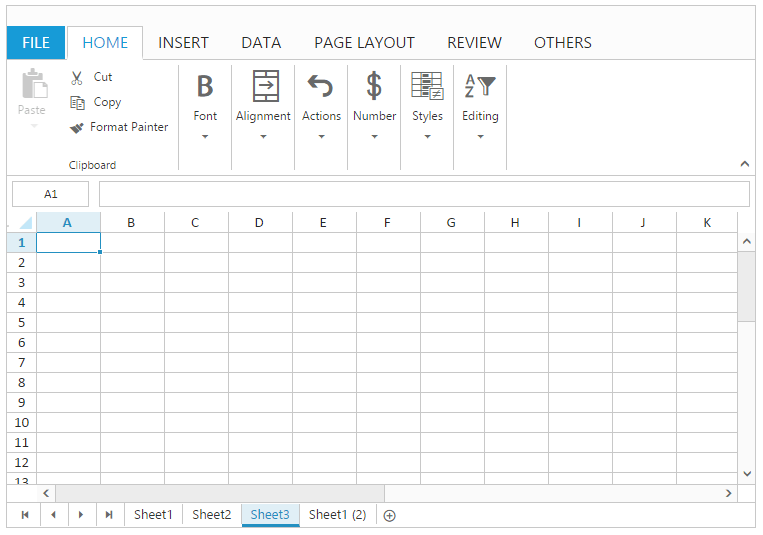 FILE HOME INSERT DATA PAGE LAYOUT REVIEW OTHERS
Paste
Cut
Copy
Format Painter
Clipboard
B
Font
Alignment
Actions
$
Number
Styles
A
Z
Editing
A1
A B C D E F G H I J K
1
2
3
4
5
6
7
8
9
10
11
12
13
Sheet1 Sheet2 Sheet3 Sheet1 (2)